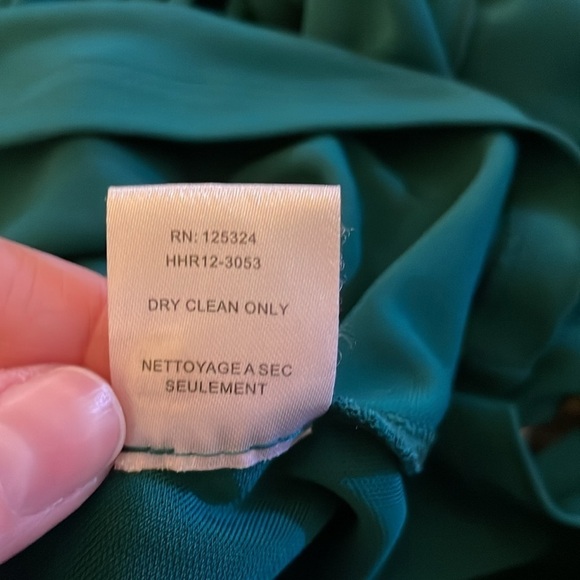 RN: 125324
HHR12-3053
DRY CLEAN ONLY
NETTOYAGE A SEC
SEULEMENT